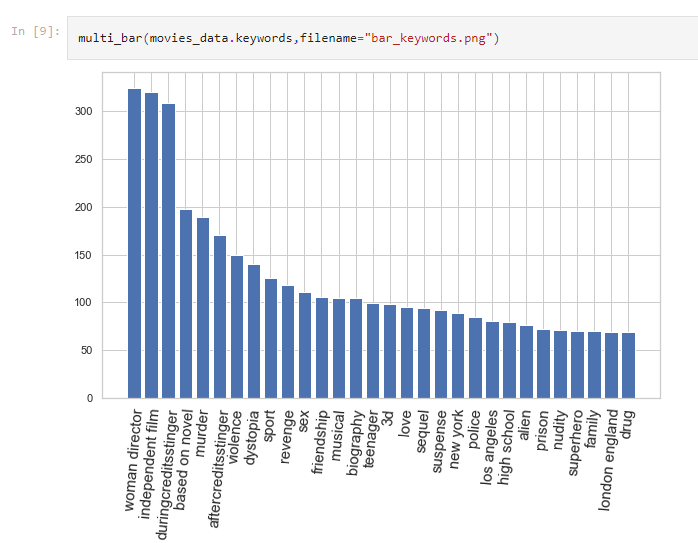 In [9]:
multi_bar(movies_data.keywords,filename="bar_keywords.png")
300
250
200
150
100
50
0
woman director
independent film
duringcreditsstinger
based on novel
murder
aftercreditsstinger
violence
dystopia
sport
revenge
sex
friendship
musical
biography
teenager
3d
love
sequel
suspense
new york
police
los angeles
high school
alien
prison
nudity
superhero
family
london england
drug